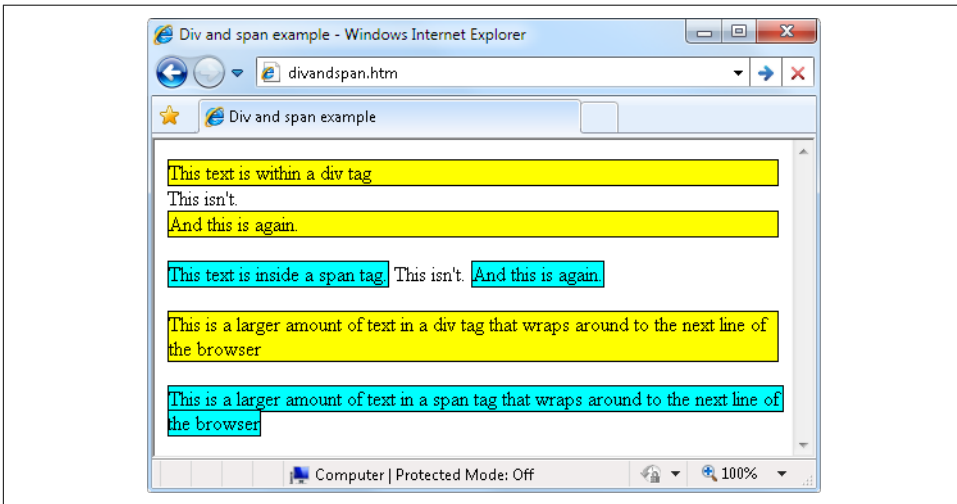 Div and span example - Windows Internet Explorer
divandspan.htm
Div and span example
This text is within a div tag
This isn't.
And this is again.
This text is inside a span tag. This isn't. And this is again.
This is a larger amount of text in a div tag that wraps around to the next line of
the browser
This is a larger amount of text in a span tag that wraps around to the next line of
the browser
Computer | Protected Mode: Off
100%